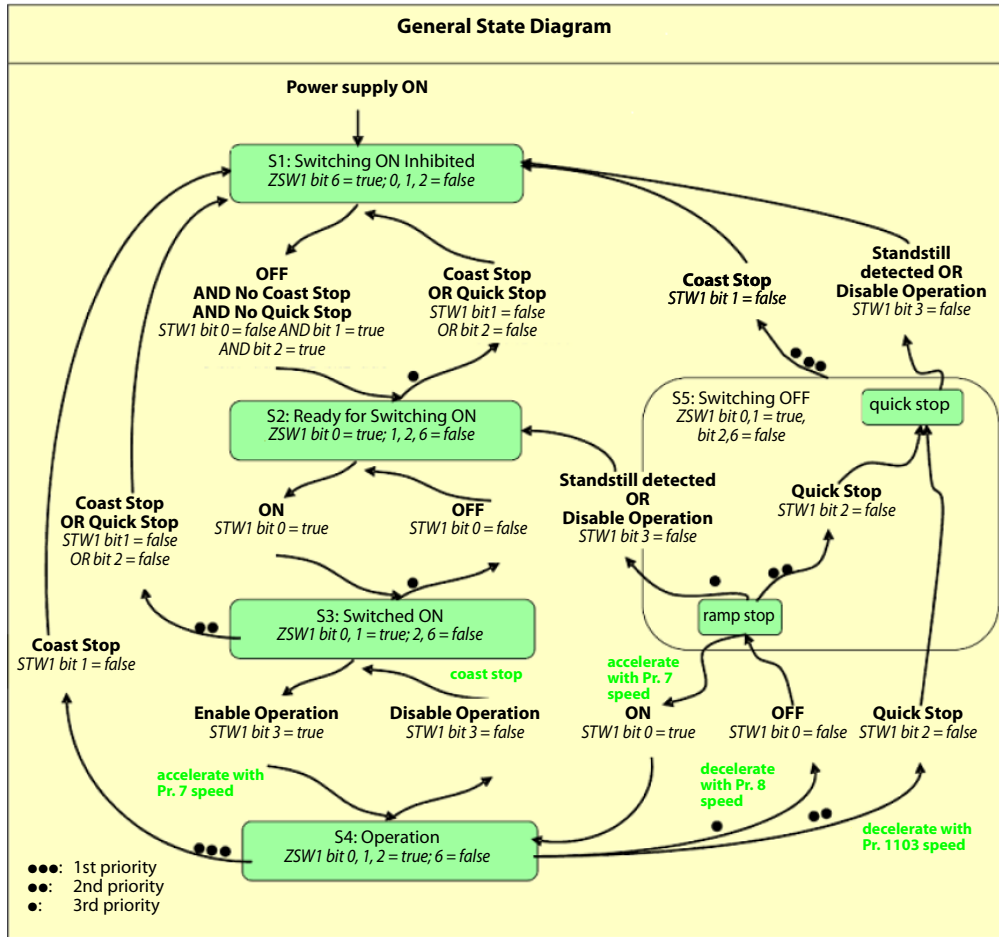 General State Diagram
Power supply ON
S1: Switching ON Inhibited
ZSW1 bit 6 = true; 0, 1, 2 = false
OFF
AND No Coast Stop
AND No Quick Stop
STW1 bit 0 = false AND bit 1 = true
AND bit 2 = true
Coast Stop
OR Quick Stop
STW1 bit1 = false
OR bit 2 = false
Coast Stop
STW1 bit 1 = false
Standstill
detected OR
Disable Operation
STW1 bit 3 = false
S2: Ready for Switching ON
ZSW1 bit 0 = true; 1, 2, 6 = false
S5: Switching OFF
ZSW1 bit 0,1 = true,
bit 2,6 = false
quick stop
Coast Stop
OR Quick Stop
STW1 bit1 = false
OR bit 2 = false
ON
STW1 bit 0 = true
OFF
STW1 bit 0 = false
Standstill detected
OR
Disable Operation
STW1 bit 3 = false
Quick Stop
STW1 bit 2 = false
S3: Switched ON
ZSW1 bit 0, 1 = true; 2, 6 = false
ramp stop
Coast Stop
STW1 bit 1 = false
coast stop
accelerate
with Pr. 7
speed
Enable Operation
STW1 bit 3 = true
Disable Operation
STW1 bit 3 = false
ON
STW1 bit 0 = true
OFF
STW1 bit 0 = false
Quick Stop
STW1 bit 2 = false
accelerate with
Pr. 7 speed
decelerate
with Pr. 8
speed
decelerate with
Pr. 1103 speed
S4: Operation
ZSW1 bit 0, 1, 2 = true; 6 = false
●●●: 1st priority
●●: 2nd priority
●: 3rd priority